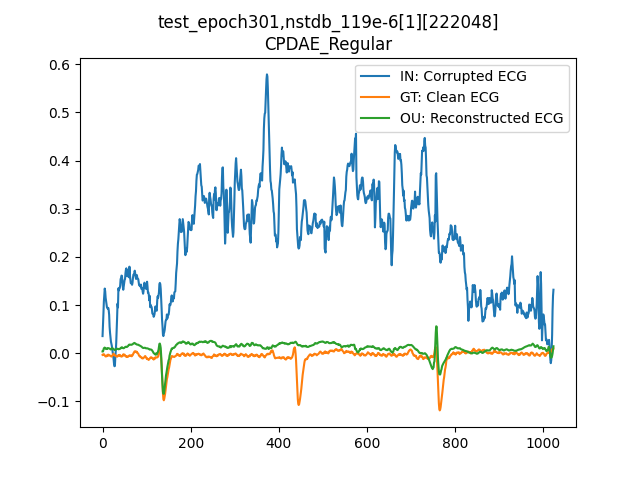 test_epoch301,nstdb_119e-6[1][222048]
CPDAE_Regular
IN: Corrupted ECG
GT: Clean ECG
OU: Reconstructed ECG
0.6
0.5
0.4
0.3
0.2
0.1
0.0
−0.1
0 200 400 600 800 1000